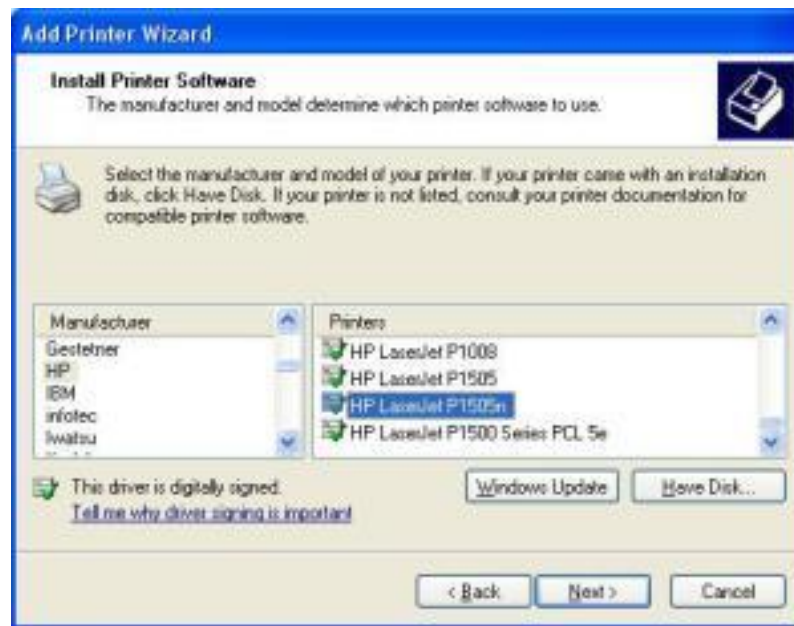 Add Printer Wizard
Install Printer Software
The manufacturer and model determine which printer software to use.
Select the manufacturer and model of your printer. If your printer came with an installation
disk, click Have Disk. If your printer is not listed, consult your printer documentation for
compatible printer software.
Manufacturer
Gestetner
HP
IBM
infotec
Iwatsu
Printers
HP LaserJet P1008
HP LaserJet P1505
HP LaserJet P1505n
HP LaserJet P1500 Series PCL 5e
This driver is digitally signed.
Tell me why driver signing is important
Windows Update
Have Disk...
< Back
Next >
Cancel